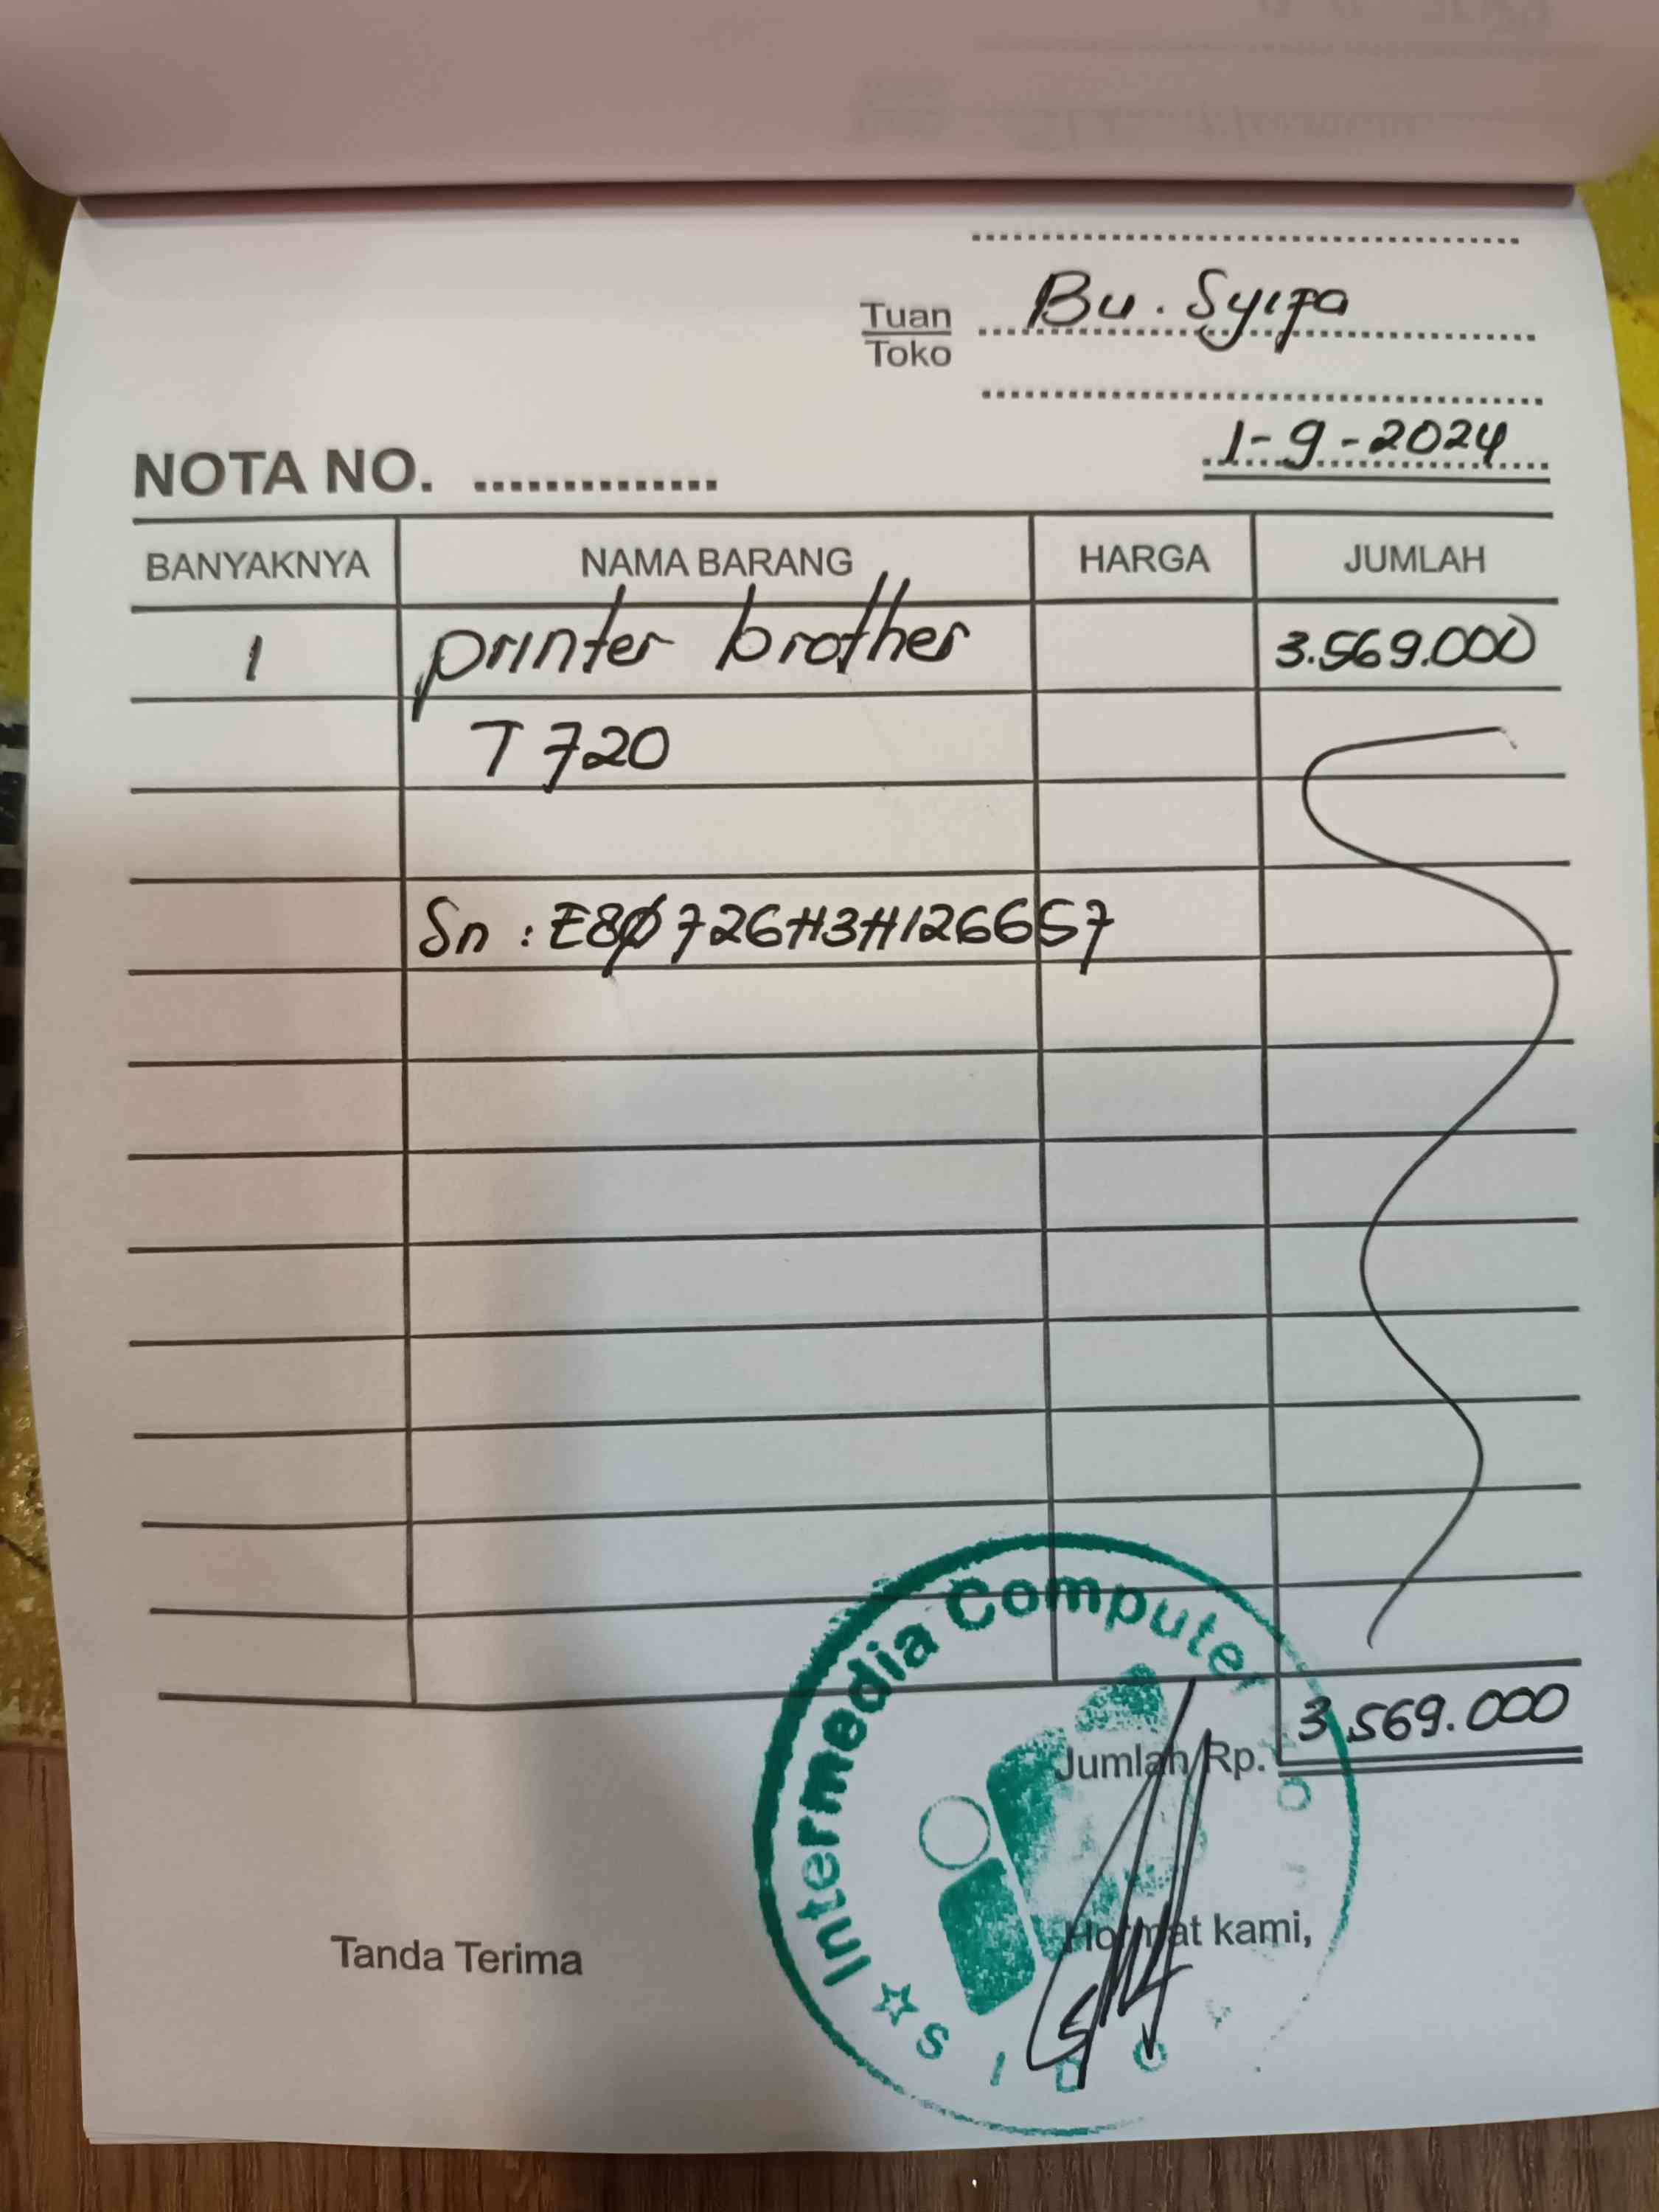 Bu. Syifa
Tuan
Toko
1-9-2024
NOTA NO. ..............
BANYAKNYA NAMA BARANG HARGA JUMLAH
1 printer brother 3.569.000
T720
Sn : E80726H3H126657
Jumlah Rp. 3.569.000
Tanda Terima Hormat kami,
Intermedia Computer